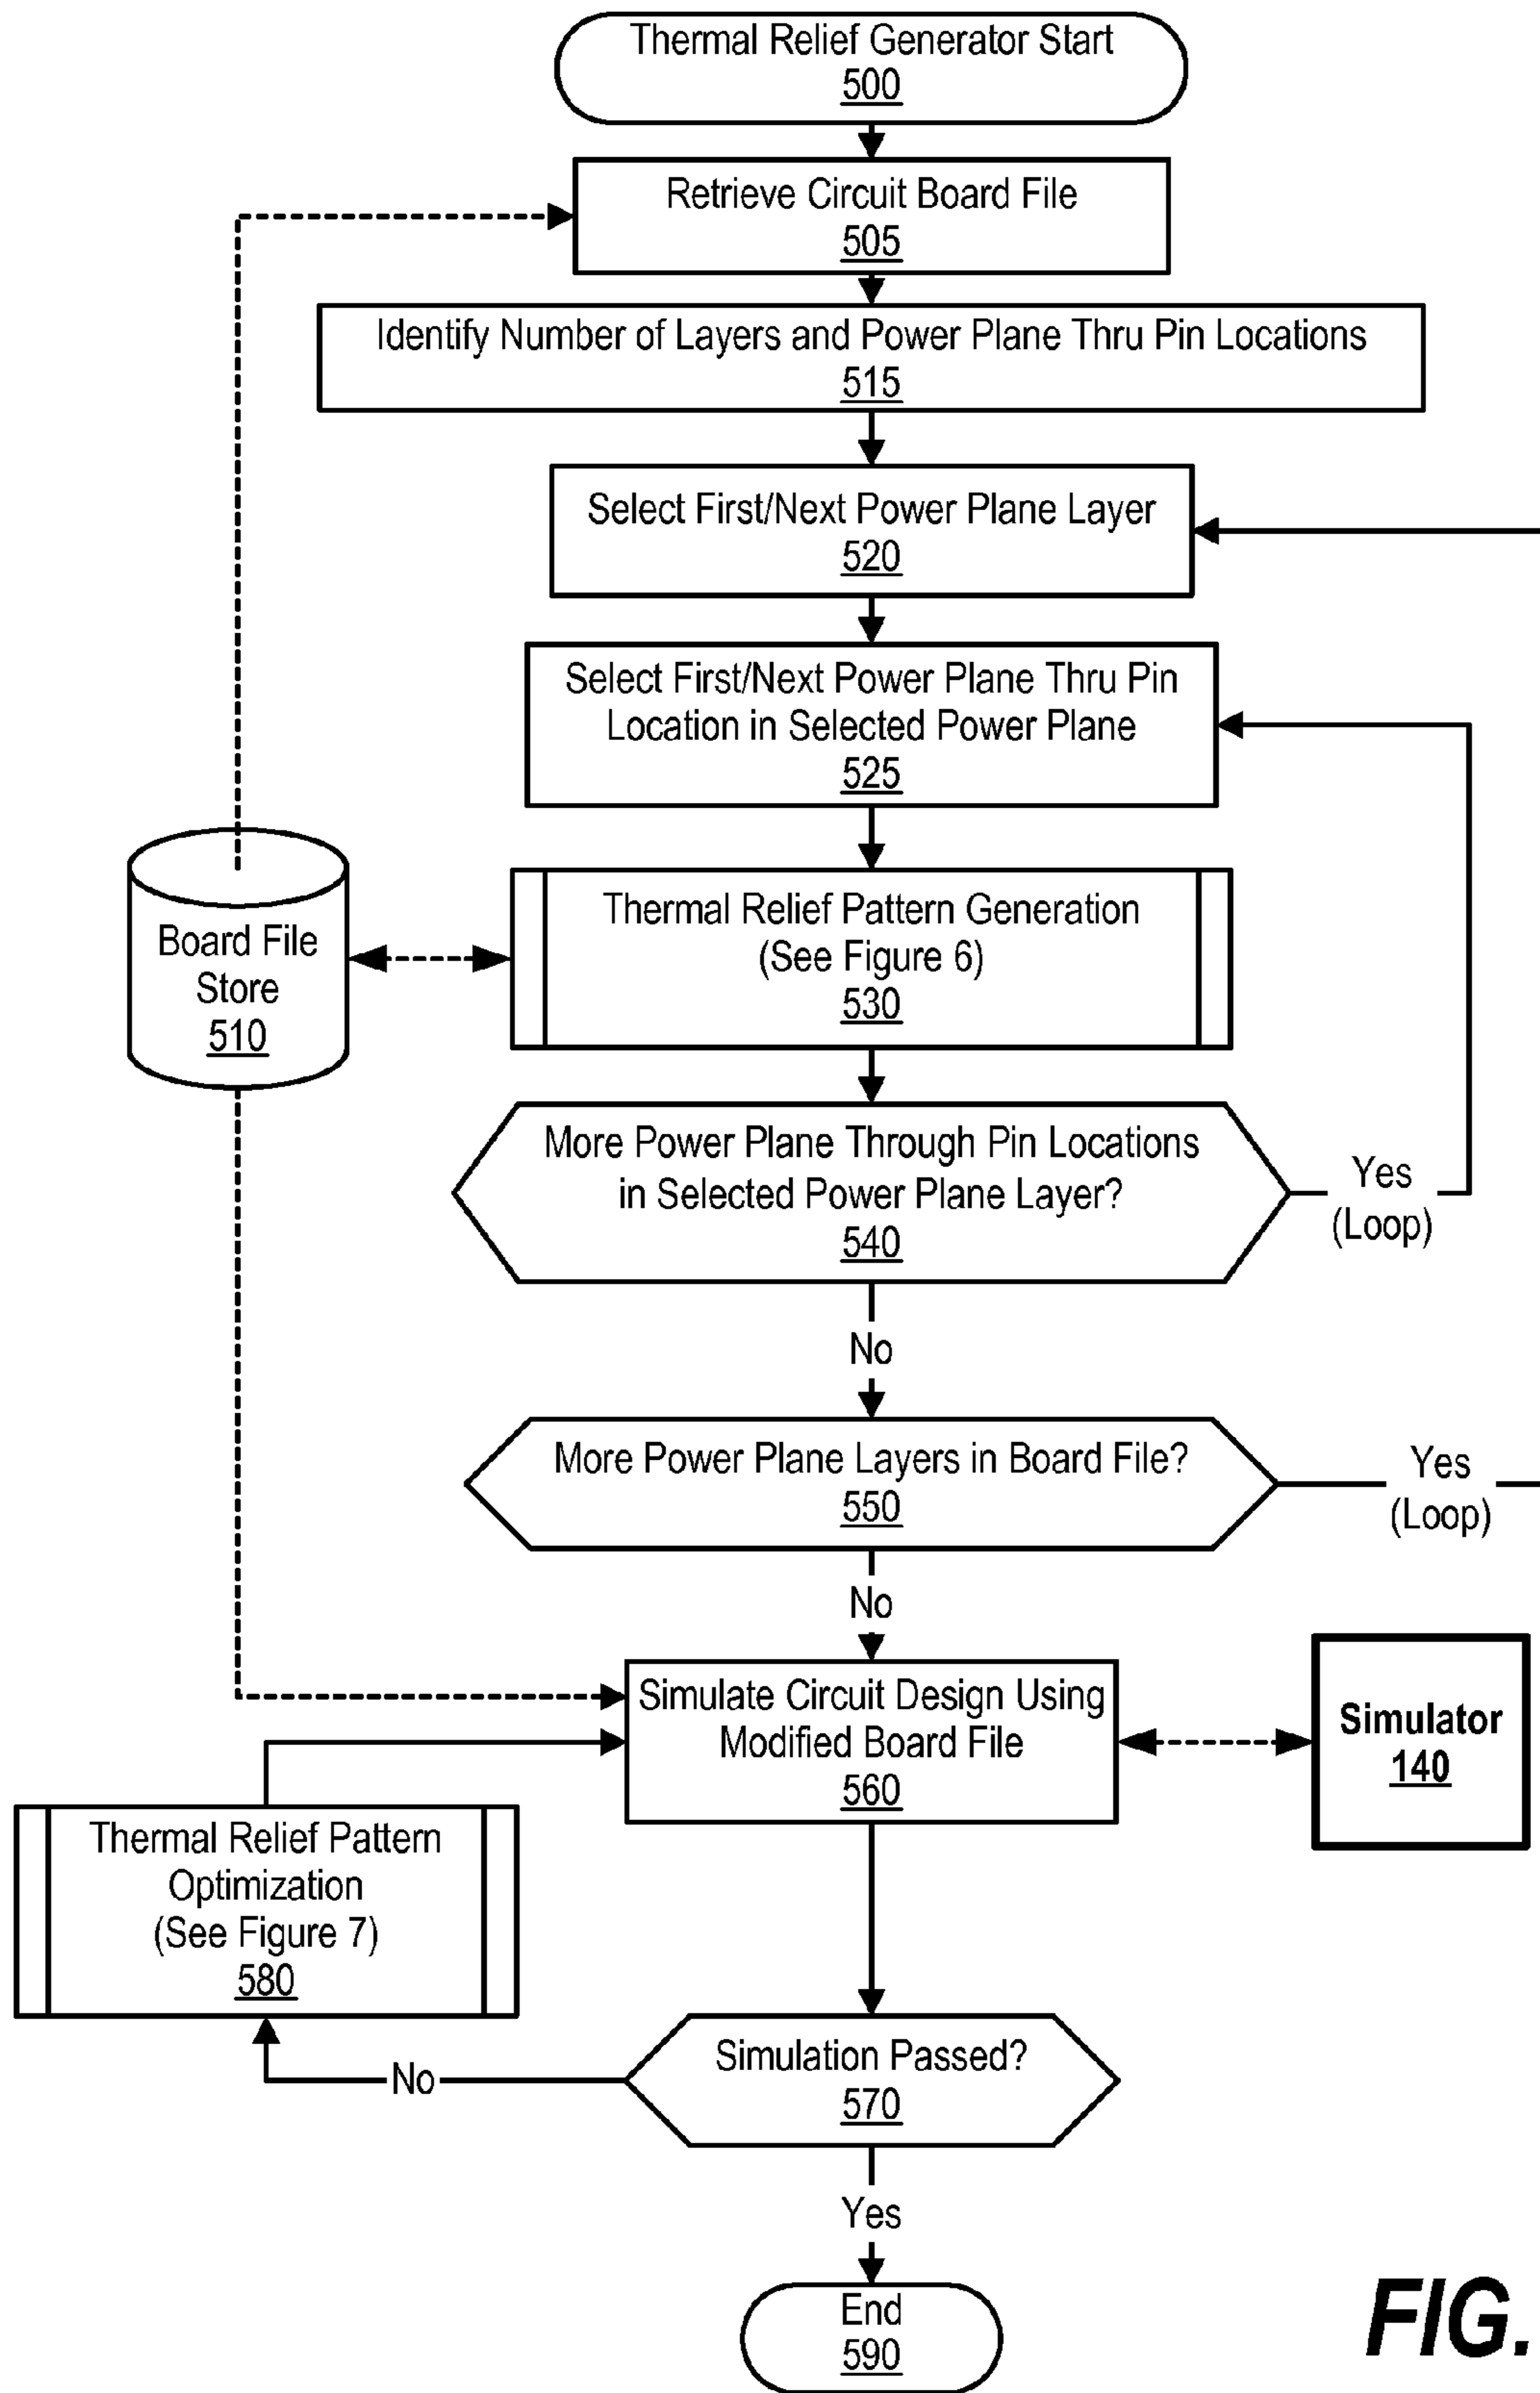 Thermal Relief Generator Start
500
Retrieve Circuit Board File
505
Identify Number of Layers and Power Plane Thru Pin Locations
515
Select First/Next Power Plane Layer
520
Select First/Next Power Plane Thru Pin
Location in Selected Power Plane
525
Board File
Store
510
Thermal Relief Pattern Generation
(See Figure 6)
530
More Power Plane Through Pin Locations
in Selected Power Plane Layer?
540
Yes
(Loop)
No
More Power Plane Layers in Board File?
550
Yes
(Loop)
No
Simulate Circuit Design Using
Modified Board File
560
Simulator
140
Thermal Relief Pattern
Optimization
(See Figure 7)
580
Simulation Passed?
570
No
Yes
End
590
FIG.